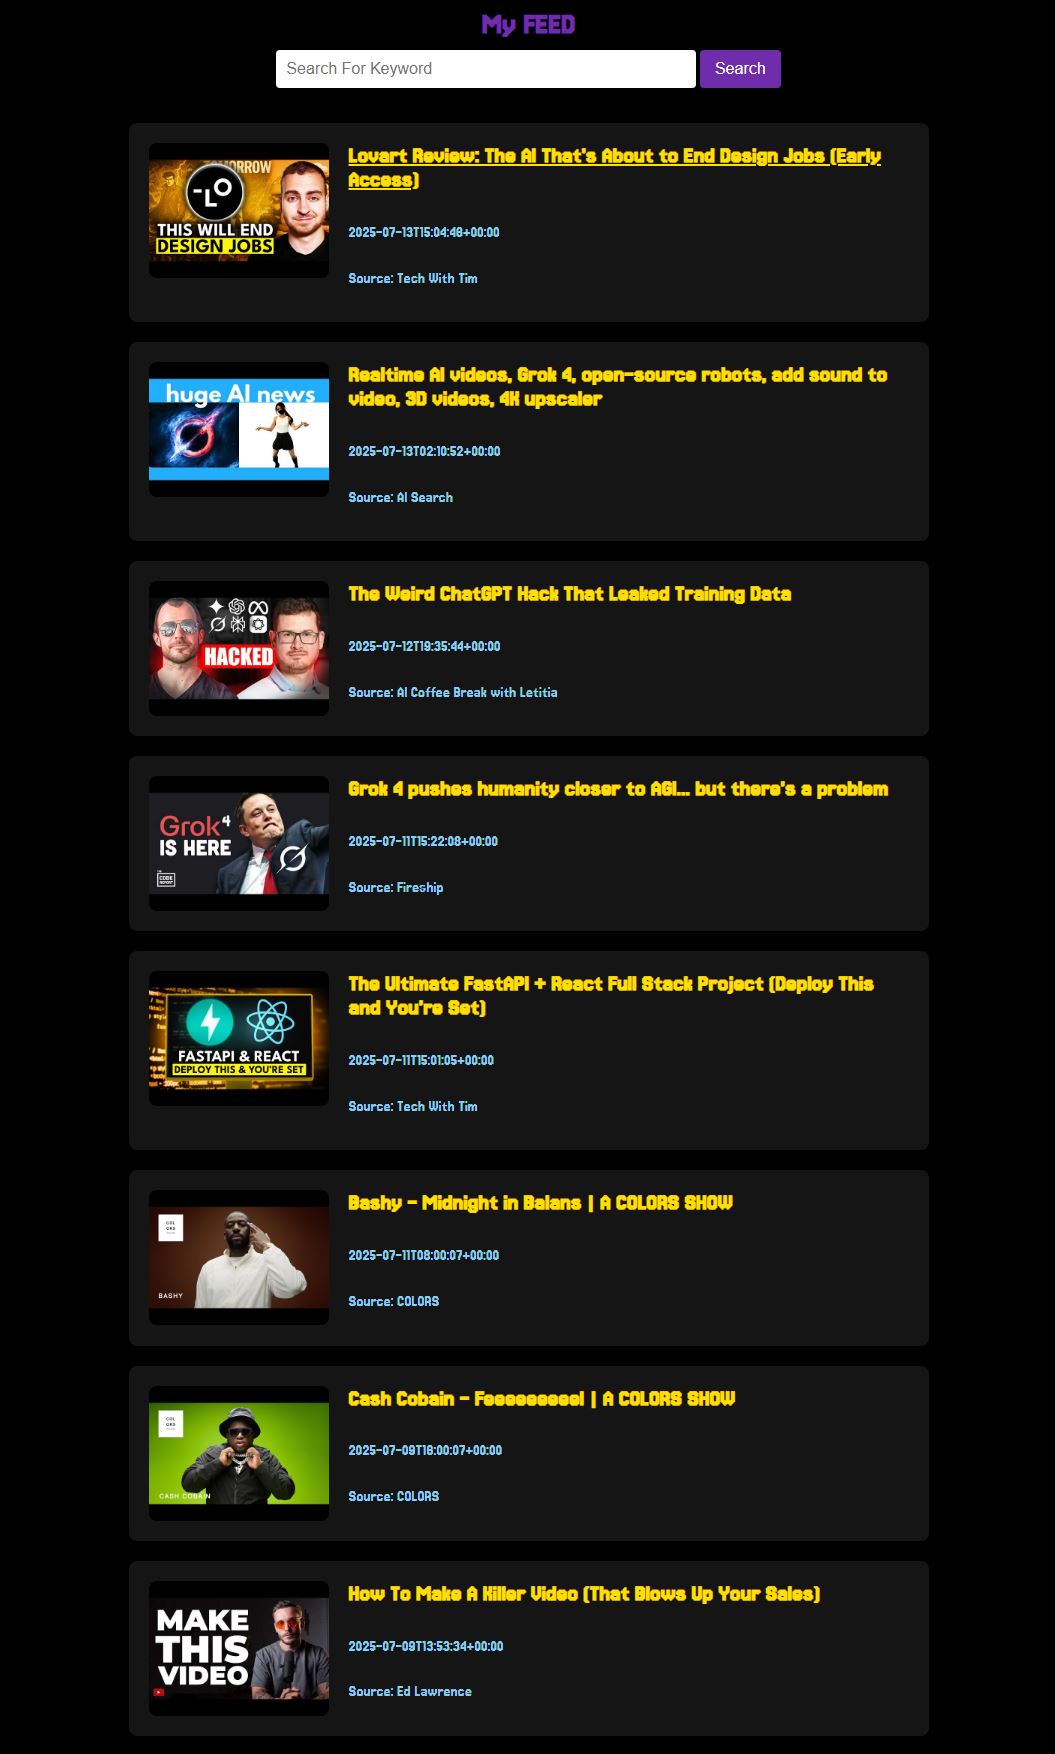 My FEED
Search For Keyword
Search
TOMORROW
-LO
THIS WILL END
DESIGN JOBS
Lovart Review: The AI That's About to End Design Jobs (Early
Access)
2025-07-13T15:04:46+00:00
Source: Tech With Tim
huge AI news
Realtime AI videos, Grok 4, open-source robots, add sound to
video, 3D videos, 4K upscaler
2025-07-13T02:10:52+00:00
Source: AI Search
HACKED
The Weird ChatGPT Hack That Leaked Training Data
2025-07-12T19:35:44+00:00
Source: AI Coffee Break with Letitia
Grok 4
IS HERE
CODE
REPORT
Grok 4 pushes humanity closer to AGI... but there's a problem
2025-07-11T15:22:08+00:00
Source: Fireship
FASTAPI & REACT
DEPLOY THIS & YOU'RE SET
The Ultimate FastAPI + React Full Stack Project (Deploy This
and You're Set)
2025-07-11T15:01:05+00:00
Source: Tech With Tim
COL
ORS
BASHY
Bashy - Midnight in Balans | A COLORS SHOW
2025-07-11T08:00:07+00:00
Source: COLORS
COL
ORS
CASH COBAIN
Cash Cobain - Feeeeeeeeel | A COLORS SHOW
2025-07-09T16:00:07+00:00
Source: COLORS
MAKE
THIS
VIDEO
How To Make A Killer Video (That Blows Up Your Sales)
2025-07-09T13:53:34+00:00
Source: Ed Lawrence